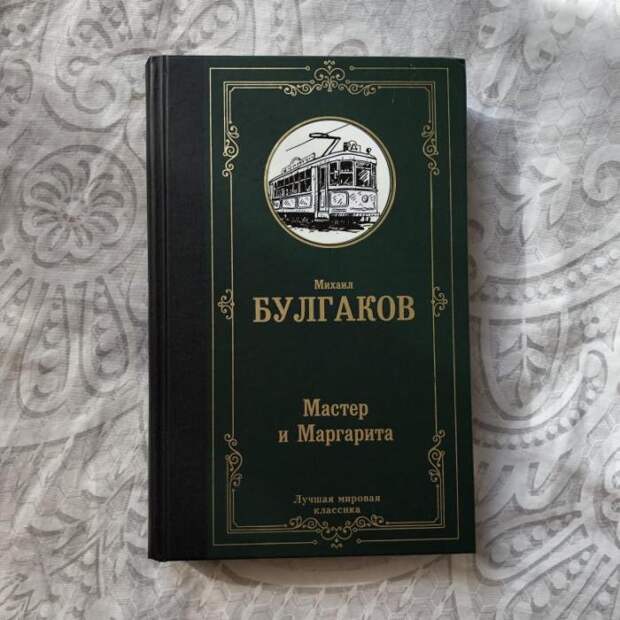 Михаил
БУЛГАКОВ
Мастер
и Маргарита
Лучшая мировая
классика